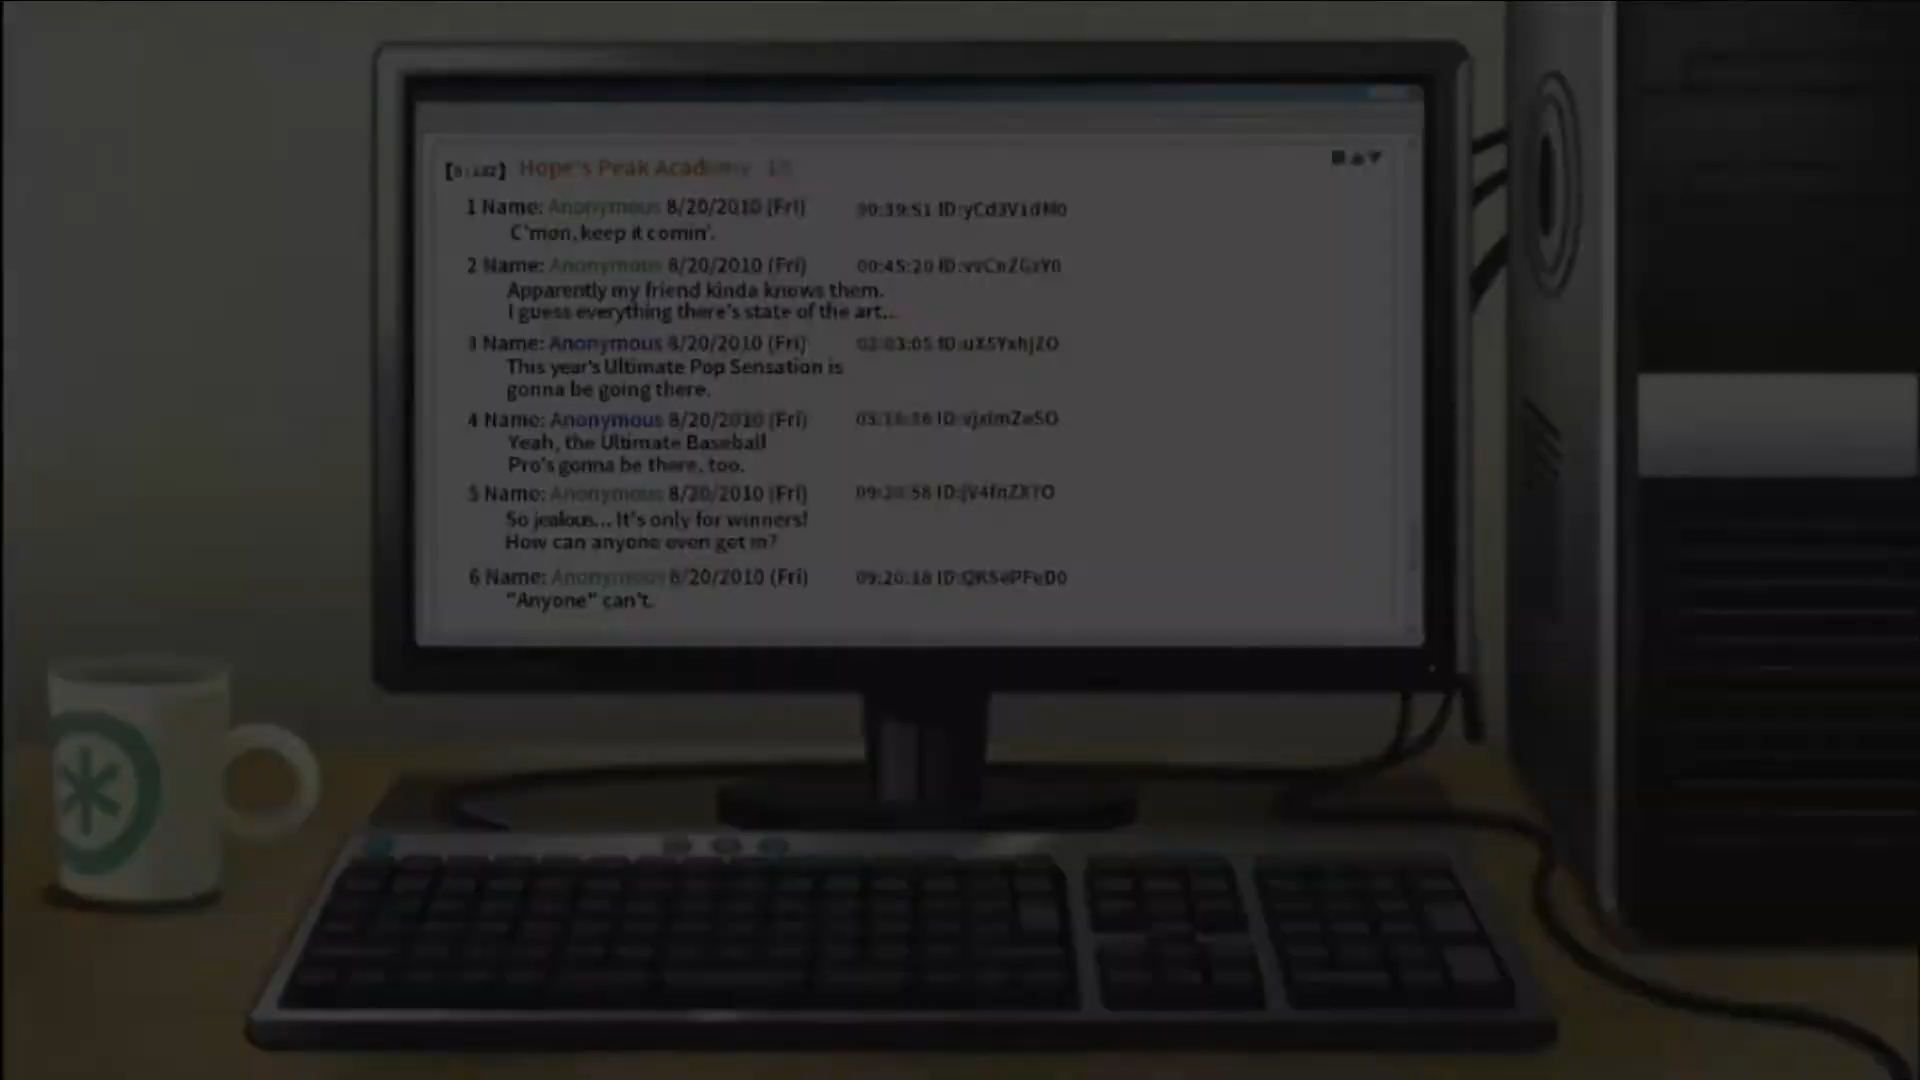 Hope's Peak Academy
1 Name: Anonymous 8/20/2010 (Fri)
C'mon, keep it comin'.
2 Name: Anonymous 8/20/2010 (Fri)
Apparently my friend kinda knows them.
I guess everything there's state of the art...
3 Name: Anonymous 8/20/2010 (Fri)
This year's Ultimate Pop Sensation is
gonna be going there.
4 Name: Anonymous 8/20/2010 (Fri)
Yeah, the Ultimate Baseball
Pro's gonna be there, too.
5 Name: Anonymous 8/20/2010 (Fri)
So jealous... It's only for winners!
How can anyone even get in?
6 Name: Anonymous 8/20/2010 (Fri)
"Anyone" can't.